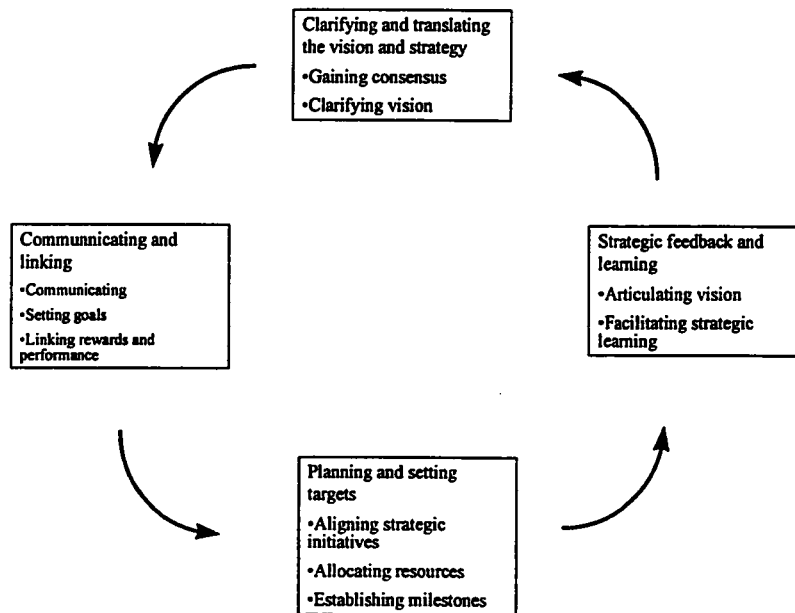 Clarifying and translating
the vision and strategy
•Gaining consensus
•Clarifying vision
Communnicating and
linking
•Communicating
•Setting goals
•Linking rewards and
performance
Strategic feedback and
learning
•Articulating vision
•Facilitating strategic
learning
Planning and setting
targets
•Aligning strategic
initiatives
•Allocating resources
•Establishing milestones